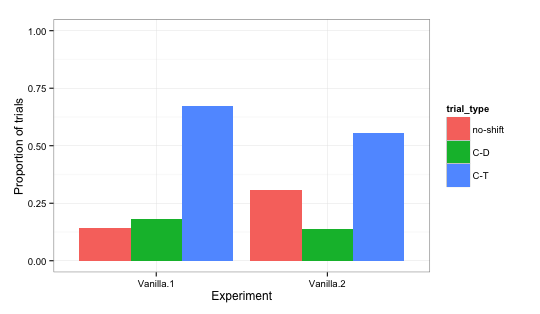 1.00
0.75
0.50
0.25
0.00
Proportion of trials
Vanilla.1
Vanilla.2
Experiment
trial_type
no-shift
C-D
C-T